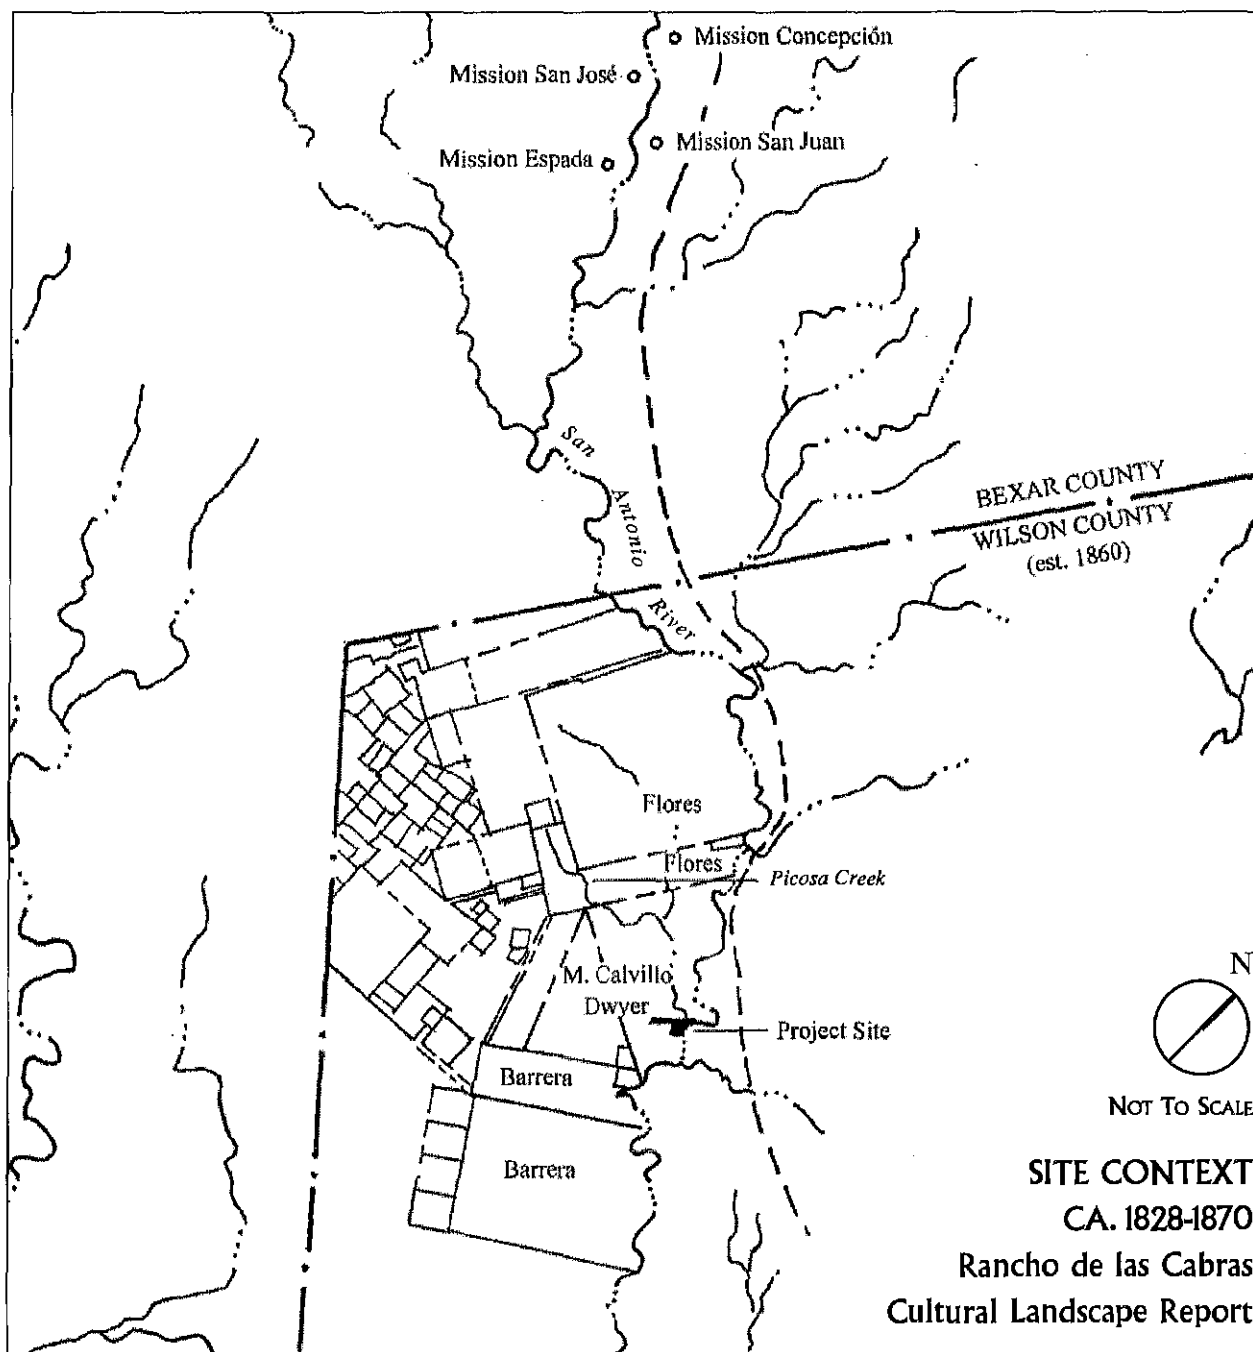 Mission Concepción
Mission San José
Mission San Juan
Mission Espada
San
Antonio
River
BEXAR COUNTY
WILSON COUNTY
(est. 1860)
Flores
Flores
Picosa Creek
M. Calvillo
Dwyer
Project Site
Barrera
Barrera
N
NOT TO SCALE
SITE CONTEXT
CA. 1828-1870
Rancho de las Cabras
Cultural Landscape Report